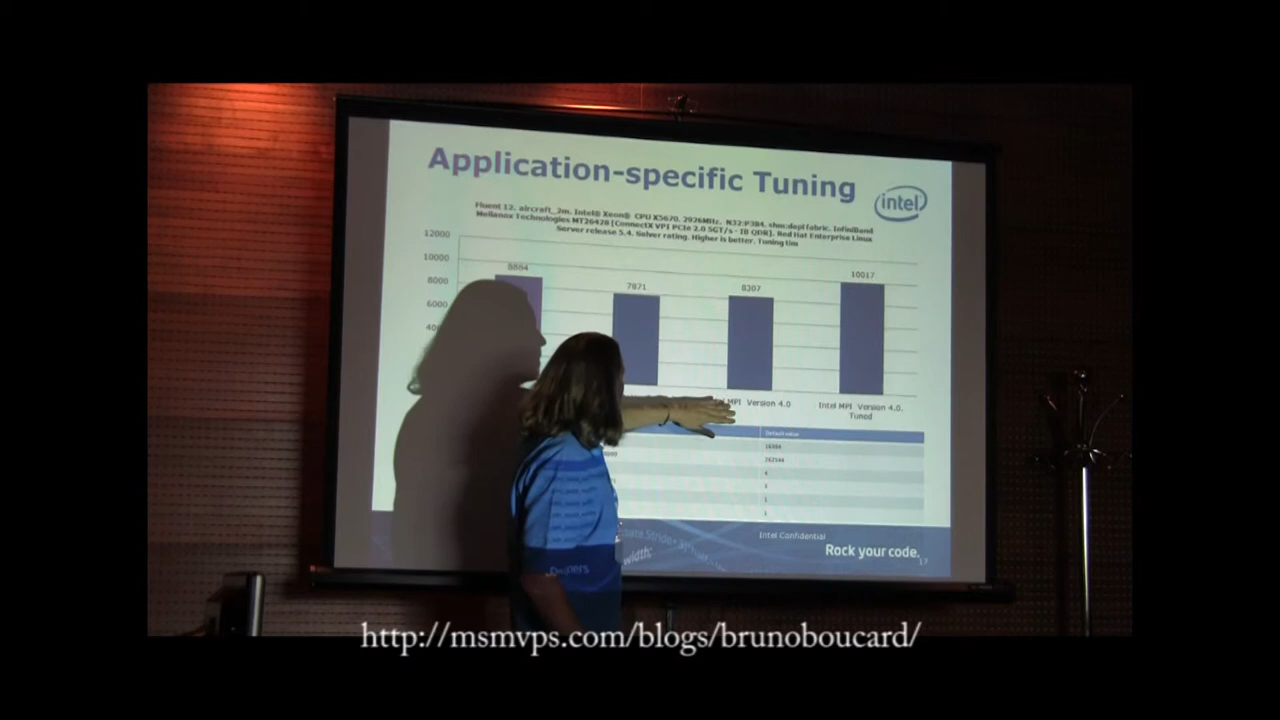 Application-specific Tuning
intel
Fluent 12, aircraft_2m, Intel® Xeon® CPU X5670, 2926MHz, N32:P384, shm:dapl fabric, InfiniBand
Mellanox Technologies MT26428 [ConnectX VPI PCIe 2.0 5GT/s - IB QDR], Red Hat Enterprise Linux
Server release 5.4. Solver rating. Higher is better. Tuning tim
12000
10000
8000
6000
8884
7871
8307
10017
MPI Version 4.0
Intel MPI Version 4.0.
Tuned
Default value
16384
262144
4
1
1
Intel Confidential
Rock your code.
17
http://msmvps.com/blogs/brunoboucard/